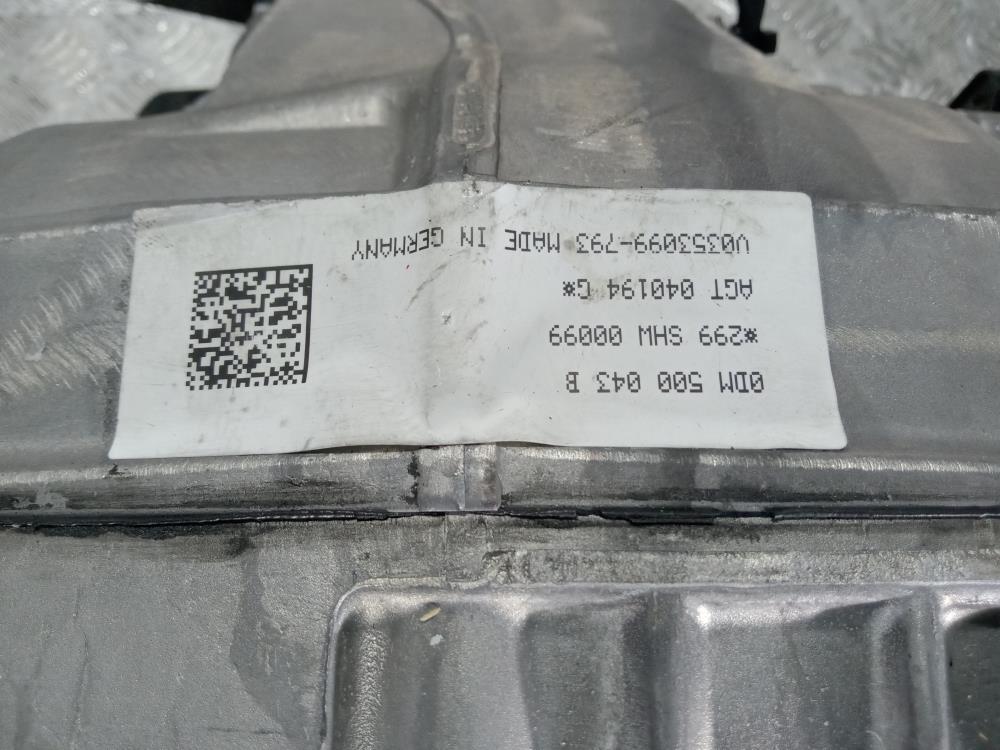 0DM 500 043 B
*299 SHW 00099
AGT 040194 G*
V0353099-793 MADE IN GERMANY